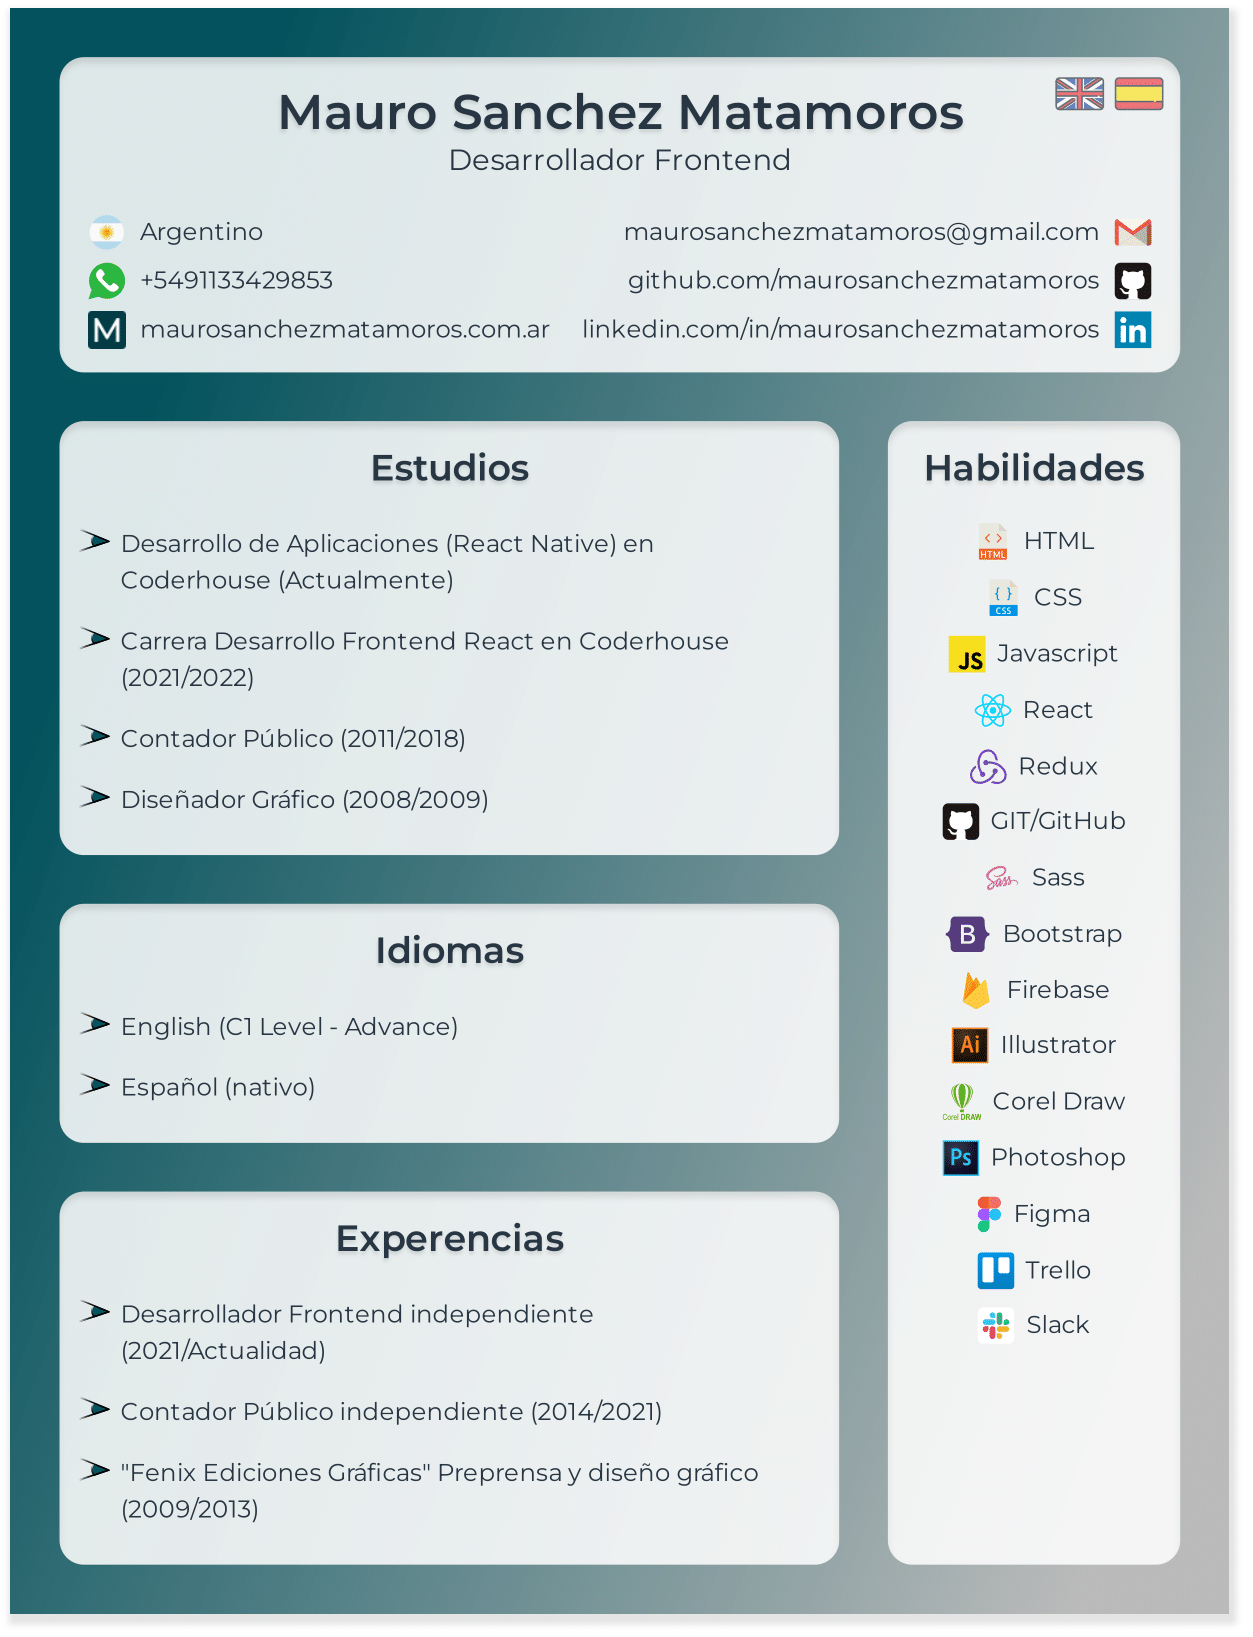 Mauro Sanchez Matamoros
Desarrollador Frontend
Argentino
+5491133429853
M maurosanchezmatamoros.com.ar
maurosanchezmatamoros@gmail.com
github.com/maurosanchezmatamoros
linkedin.com/in/maurosanchezmatamoros in
Estudios
Desarrollo de Aplicaciones (React Native) en
Coderhouse (Actualmente)
Carrera Desarrollo Frontend React en Coderhouse
(2021/2022)
Contador Público (2011/2018)
Diseñador Gráfico (2008/2009)
Idiomas
English (C1 Level - Advance)
Español (nativo)
Experencias
Desarrollador Frontend independiente
(2021/Actualidad)
Contador Público independiente (2014/2021)
"Fenix Ediciones Gráficas" Preprensa y diseño gráfico
(2009/2013)
Habilidades
HTML HTML
CSS CSS
JS Javascript
React
Redux
GIT/GitHub
Sass Sass
B Bootstrap
Firebase
Ai Illustrator
Corel DRAW Corel Draw
Ps Photoshop
Figma
Trello
Slack